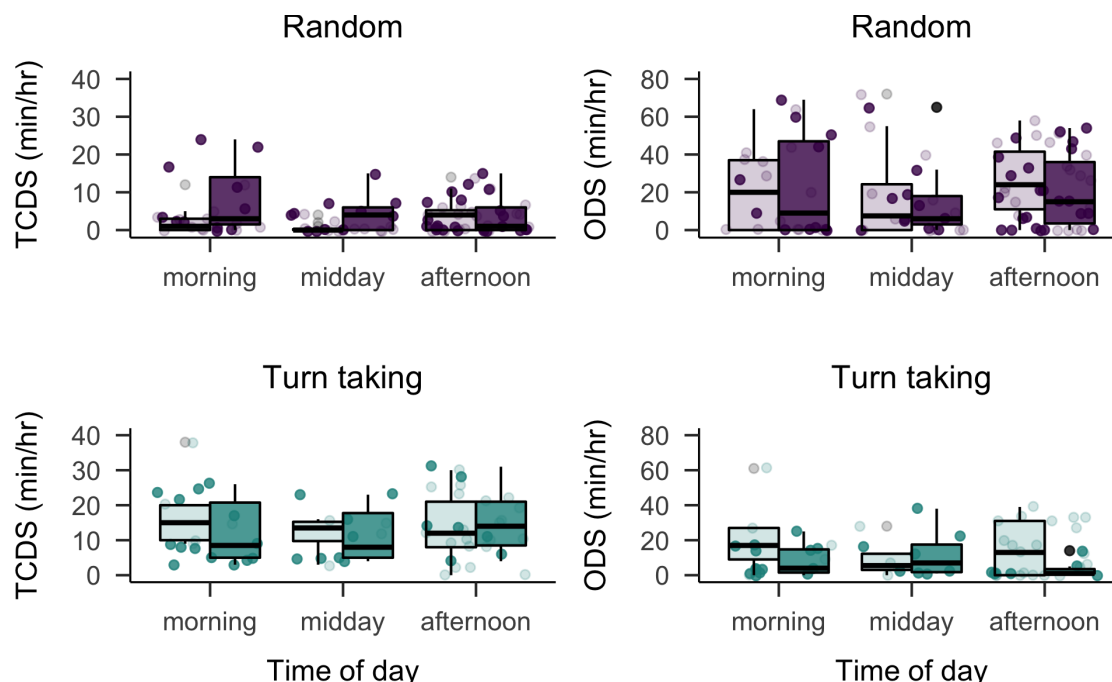 Random
TCDS (min/hr)
40
30
20
10
0
morning midday afternoon
Random
ODS (min/hr)
80
60
40
20
0
morning midday afternoon
Turn taking
TCDS (min/hr)
40
30
20
10
0
morning midday afternoon
Time of day
Turn taking
ODS (min/hr)
80
60
40
20
0
morning midday afternoon
Time of day